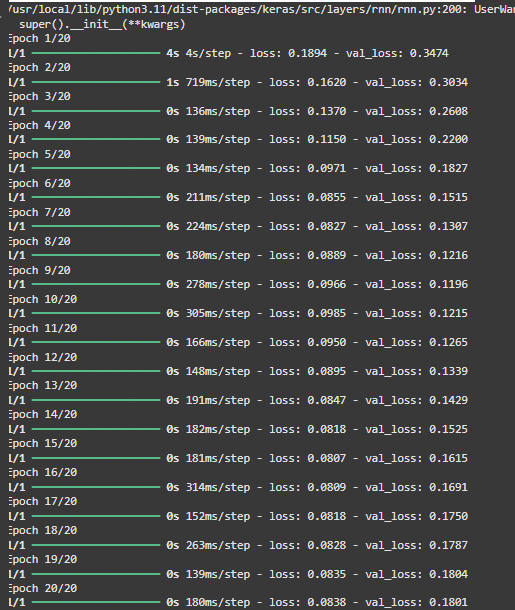 /usr/local/lib/python3.11/dist-packages/keras/src/layers/rnn/rnn.py:200: UserWar
super().__init__(**kwargs)
Epoch 1/20
1/1 ━━━━━━━━━━━━━━━━━━━━ 4s 4s/step - loss: 0.1894 - val_loss: 0.3474
Epoch 2/20
1/1 ━━━━━━━━━━━━━━━━━━━━ 1s 719ms/step - loss: 0.1620 - val_loss: 0.3034
Epoch 3/20
1/1 ━━━━━━━━━━━━━━━━━━━━ 0s 136ms/step - loss: 0.1370 - val_loss: 0.2608
Epoch 4/20
1/1 ━━━━━━━━━━━━━━━━━━━━ 0s 139ms/step - loss: 0.1150 - val_loss: 0.2200
Epoch 5/20
1/1 ━━━━━━━━━━━━━━━━━━━━ 0s 134ms/step - loss: 0.0971 - val_loss: 0.1827
Epoch 6/20
1/1 ━━━━━━━━━━━━━━━━━━━━ 0s 211ms/step - loss: 0.0855 - val_loss: 0.1515
Epoch 7/20
1/1 ━━━━━━━━━━━━━━━━━━━━ 0s 224ms/step - loss: 0.0827 - val_loss: 0.1307
Epoch 8/20
1/1 ━━━━━━━━━━━━━━━━━━━━ 0s 180ms/step - loss: 0.0889 - val_loss: 0.1216
Epoch 9/20
1/1 ━━━━━━━━━━━━━━━━━━━━ 0s 278ms/step - loss: 0.0966 - val_loss: 0.1196
Epoch 10/20
1/1 ━━━━━━━━━━━━━━━━━━━━ 0s 305ms/step - loss: 0.0985 - val_loss: 0.1215
Epoch 11/20
1/1 ━━━━━━━━━━━━━━━━━━━━ 0s 166ms/step - loss: 0.0950 - val_loss: 0.1265
Epoch 12/20
1/1 ━━━━━━━━━━━━━━━━━━━━ 0s 148ms/step - loss: 0.0895 - val_loss: 0.1339
Epoch 13/20
1/1 ━━━━━━━━━━━━━━━━━━━━ 0s 191ms/step - loss: 0.0847 - val_loss: 0.1429
Epoch 14/20
1/1 ━━━━━━━━━━━━━━━━━━━━ 0s 182ms/step - loss: 0.0818 - val_loss: 0.1525
Epoch 15/20
1/1 ━━━━━━━━━━━━━━━━━━━━ 0s 181ms/step - loss: 0.0807 - val_loss: 0.1615
Epoch 16/20
1/1 ━━━━━━━━━━━━━━━━━━━━ 0s 314ms/step - loss: 0.0809 - val_loss: 0.1691
Epoch 17/20
1/1 ━━━━━━━━━━━━━━━━━━━━ 0s 152ms/step - loss: 0.0818 - val_loss: 0.1750
Epoch 18/20
1/1 ━━━━━━━━━━━━━━━━━━━━ 0s 263ms/step - loss: 0.0828 - val_loss: 0.1787
Epoch 19/20
1/1 ━━━━━━━━━━━━━━━━━━━━ 0s 139ms/step - loss: 0.0835 - val_loss: 0.1804
Epoch 20/20
1/1 ━━━━━━━━━━━━━━━━━━━━ 0s 180ms/step - loss: 0.0838 - val_loss: 0.1801